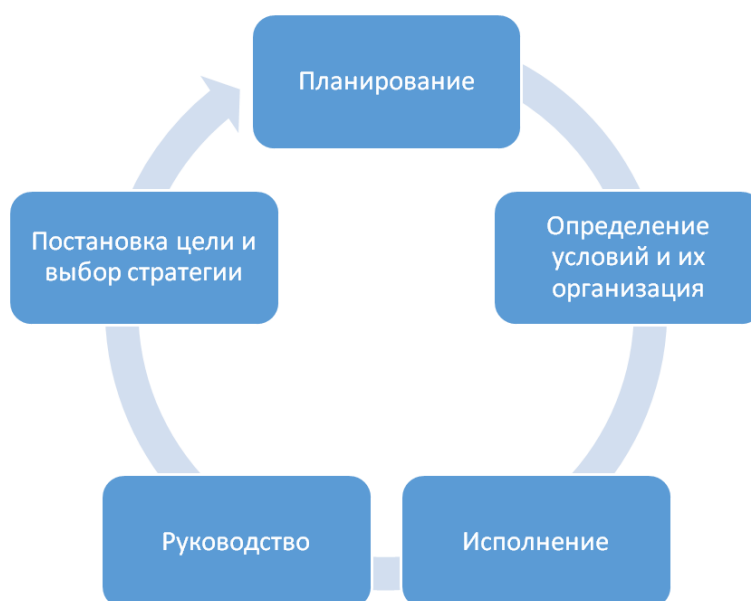 Планирование
Определение
условий и их
организация
Исполнение
Руководство
Постановка цели и
выбор стратегии